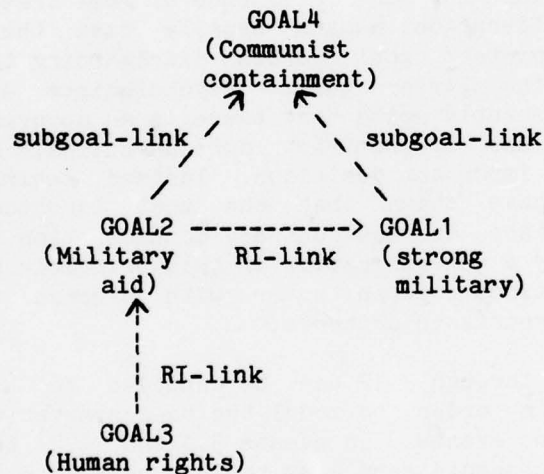 GOAL4
(Communist
containment)
subgoal-link subgoal-link
GOAL2 GOAL1
RI-link
(Military (strong
aid) military)
RI-link
GOAL3
(Human rights)